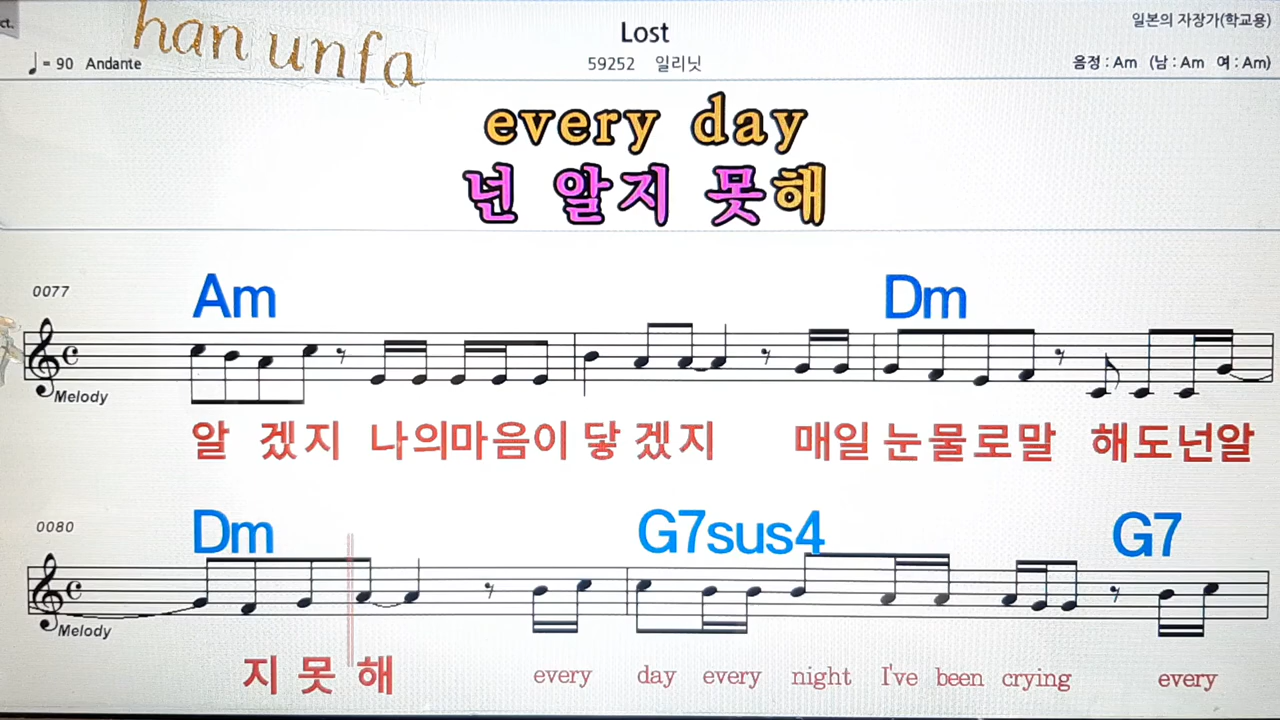 ct.
han unfa
Lost
일본의 자장가(학교용)
♩= 90 Andante
59252 일리닛
음정 : Am (남 : Am 여 : Am)
every day
넌 알지 못해
0077
Am Dm
Melody
알 겠지 나의마음이 닿 겠지 매일 눈물로말 해도넌알
0080
Dm G7sus4 G7
Melody
지 못 해 every day every night I've been crying every